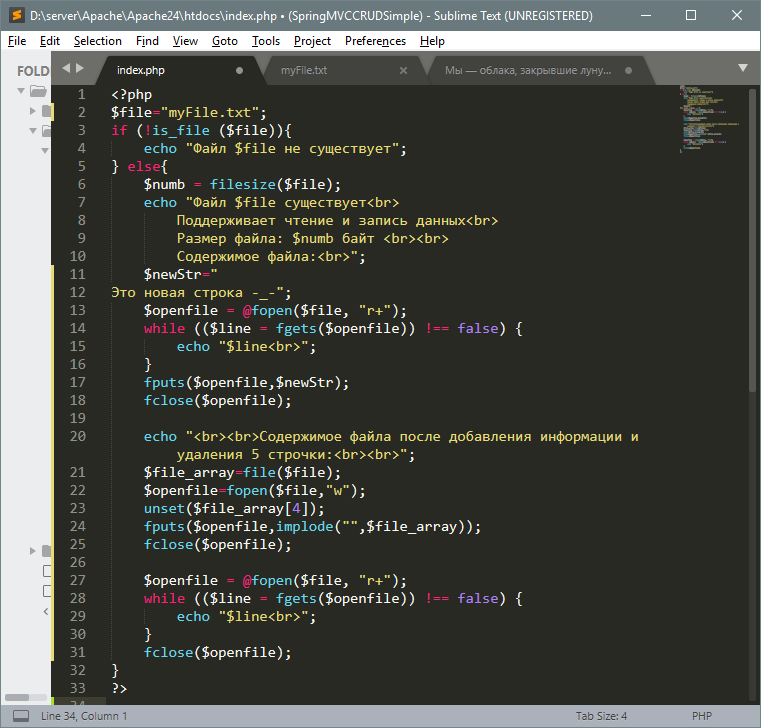 D:\server\Apache\Apache24\htdocs\index.php • (SpringMVCCRUDSimple) - Sublime Text (UNREGISTERED)
File Edit Selection Find View Goto Tools Project Preferences Help
FOLD
index.php myFile.txt Мы — облака, закрывшие луну...
1 <?php
2 $file="myFile.txt";
3 if (!is_file ($file)){
4 echo "Файл $file не существует";
5 } else{
6 $numb = filesize($file);
7 echo "Файл $file существует<br>
8 Поддерживает чтение и запись данных<br>
9 Размер файла: $numb байт <br><br>
10 Содержимое файла:<br>";
11 $newStr="
12 Это новая строка -_-";
13 $openfile = @fopen($file, "r+");
14 while (($line = fgets($openfile)) !== false) {
15 echo "$line<br>";
16 }
17 fputs($openfile,$newStr);
18 fclose($openfile);
19
20 echo "<br><br>Содержимое файла после добавления информации и
удаления 5 строчки:<br><br>";
21 $file_array=file($file);
22 $openfile=fopen($file,"w");
23 unset($file_array[4]);
24 fputs($openfile,implode("",$file_array));
25 fclose($openfile);
26
27 $openfile = @fopen($file, "r+");
28 while (($line = fgets($openfile)) !== false) {
29 echo "$line<br>";
30 }
31 fclose($openfile);
32 }
33 ?>
34
Line 34, Column 1 Tab Size: 4 PHP